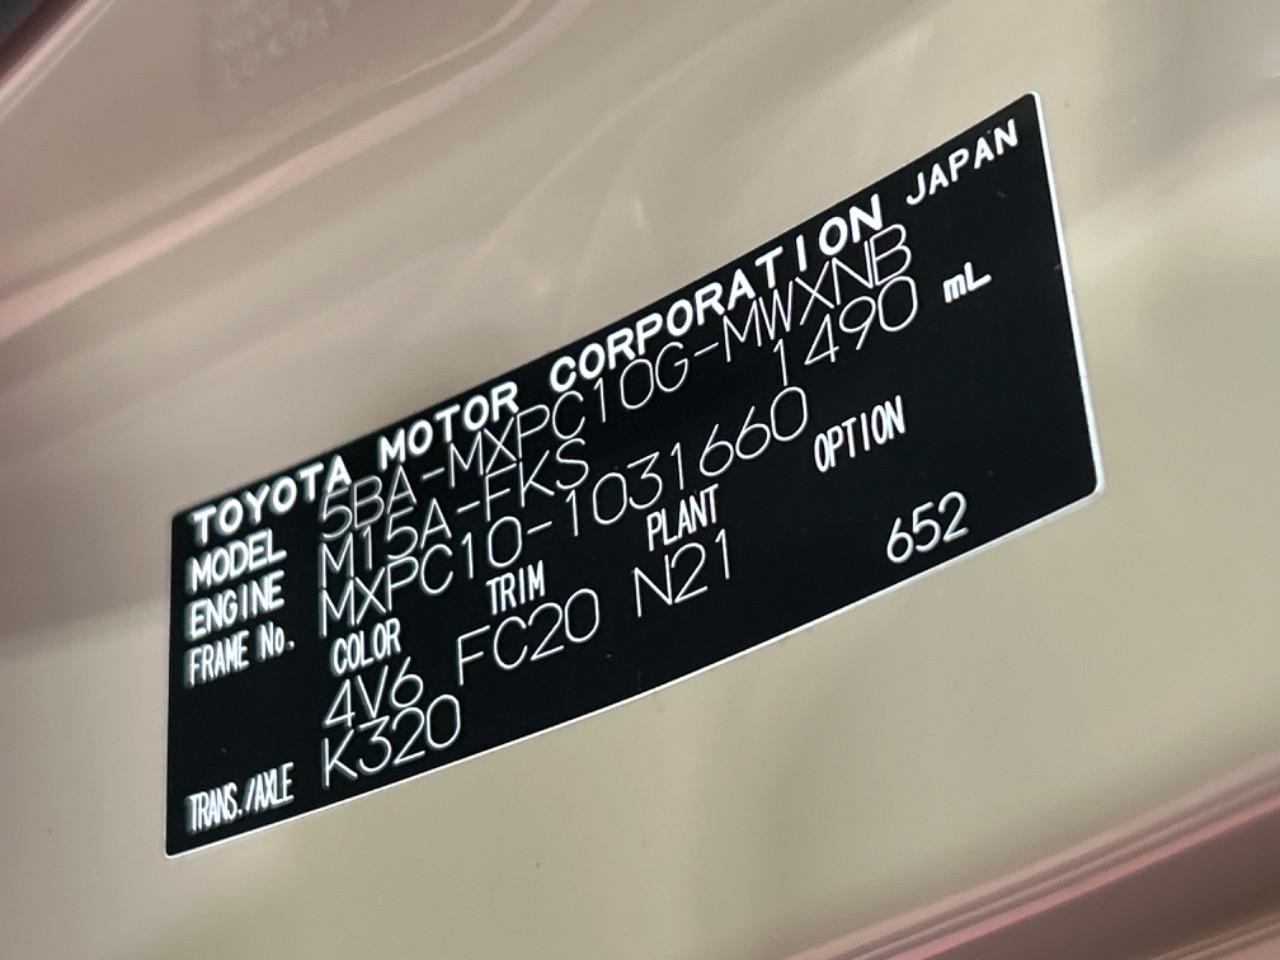 TOYOTA MOTOR CORPORATION JAPAN
MODEL 5BA-MXPC10G-MWXNB
ENGINE M15A-FKS 1490 mL
FRAME No. MXPC10-1031660
COLOR TRIM PLANT OPTION
4V6 FC20 N21 652
TRANS./AXLE K320